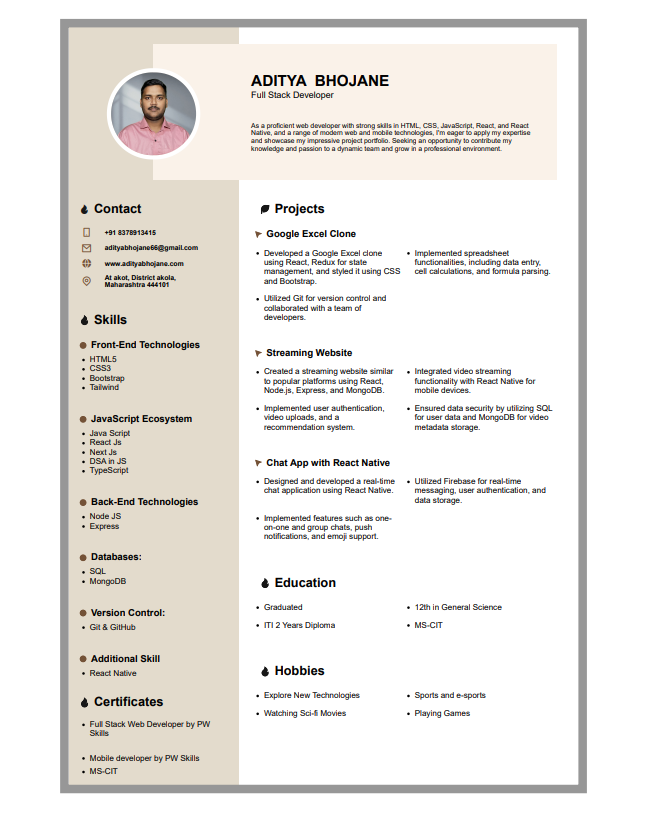 ADITYA BHOJANE
Full Stack Developer
As a proficient web developer with strong skills in HTML, CSS, JavaScript, React, and React
Native, and a range of modern web and mobile technologies, I'm eager to apply my expertise
and showcase my impressive project portfolio. Seeking an opportunity to contribute my
knowledge and passion to a dynamic team and grow in a professional environment.
Contact
+91 8378913415
adityabhojane66@gmail.com
www.adityabhojane.com
At akot, District akola,
Maharashtra 444101
Skills
Front-End Technologies
• HTML5
• CSS3
• Bootstrap
• Tailwind
JavaScript Ecosystem
• Java Script
• React Js
• Next Js
• DSA in JS
• TypeScript
Back-End Technologies
• Node JS
• Express
Databases:
• SQL
• MongoDB
Version Control:
• Git & GitHub
Additional Skill
• React Native
Certificates
• Full Stack Web Developer by PW
Skills
• Mobile developer by PW Skills
• MS-CIT
Projects
Google Excel Clone
• Developed a Google Excel clone
using React, Redux for state
management, and styled it using CSS
and Bootstrap.
• Utilized Git for version control and
collaborated with a team of
developers.
• Implemented spreadsheet
functionalities, including data entry,
cell calculations, and formula parsing.
Streaming Website
• Created a streaming website similar
to popular platforms using React,
Node.js, Express, and MongoDB.
• Implemented user authentication,
video uploads, and a
recommendation system.
• Integrated video streaming
functionality with React Native for
mobile devices.
• Ensured data security by utilizing SQL
for user data and MongoDB for video
metadata storage.
Chat App with React Native
• Designed and developed a real-time
chat application using React Native.
• Implemented features such as one-
on-one and group chats, push
notifications, and emoji support.
• Utilized Firebase for real-time
messaging, user authentication, and
data storage.
Education
• Graduated
• ITI 2 Years Diploma
• 12th in General Science
• MS-CIT
Hobbies
• Explore New Technologies
• Watching Sci-fi Movies
• Sports and e-sports
• Playing Games